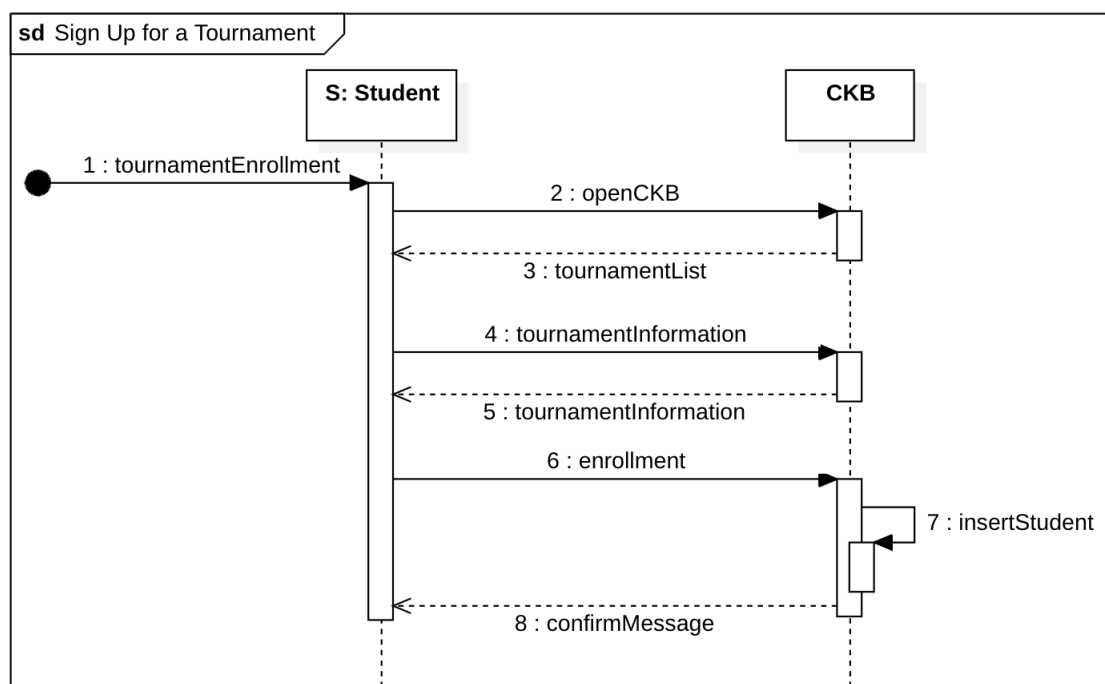 sd Sign Up for a Tournament
S: Student
CKB
1 : tournamentEnrollment
2 : openCKB
3 : tournamentList
4 : tournamentInformation
5 : tournamentInformation
6 : enrollment
7 : insertStudent
8 : confirmMessage